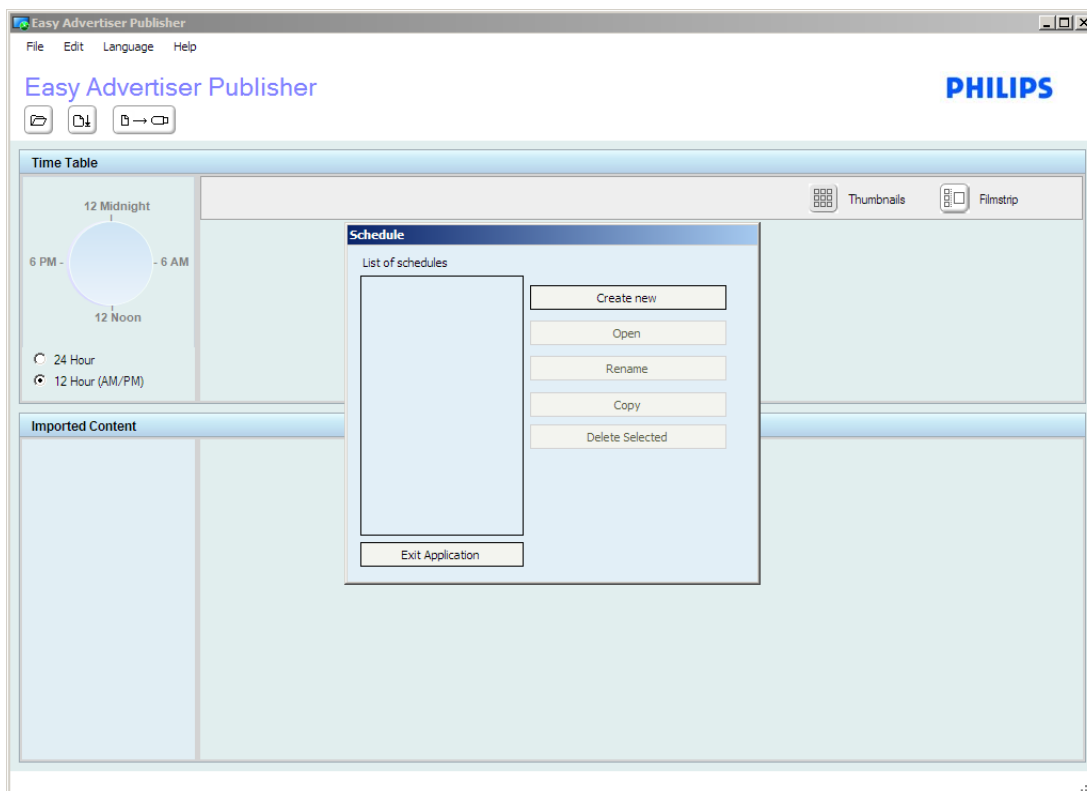 Easy Advertiser Publisher
File Edit Language Help
Easy Advertiser Publisher
PHILIPS
Time Table
12 Midnight
6 PM - - 6 AM
12 Noon
24 Hour
12 Hour (AM/PM)
Thumbnails Filmstrip
Schedule
List of schedules
Create new
Open
Rename
Copy
Delete Selected
Exit Application
Imported Content